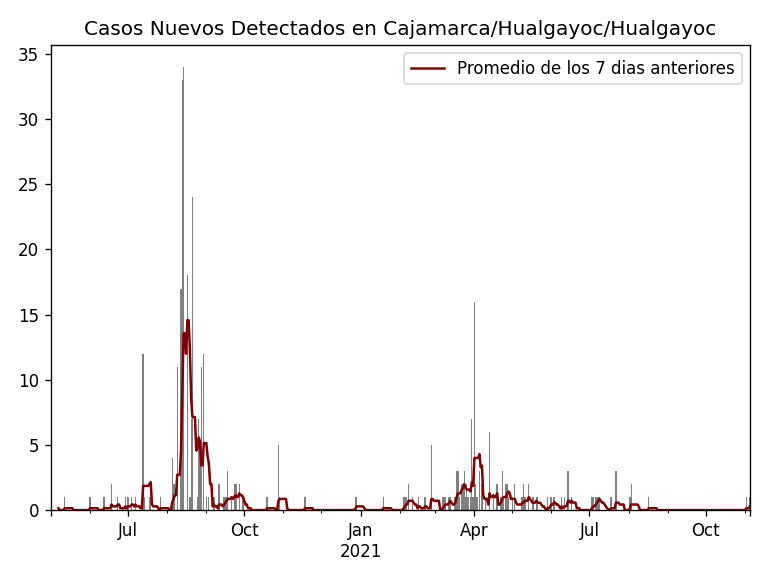 Casos Nuevos Detectados en Cajamarca/Hualgayoc/Hualgayoc
Promedio de los 7 dias anteriores
35
30
25
20
15
10
5
0
Jul
Oct
Jan
2021
Apr
Jul
Oct